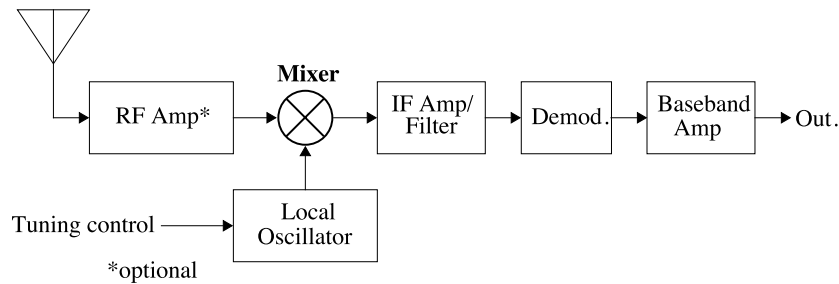 Mixer
RF Amp*
IF Amp/
Filter
Demod.
Baseband
Amp
Out.
Tuning control
Local
Oscillator
*optional